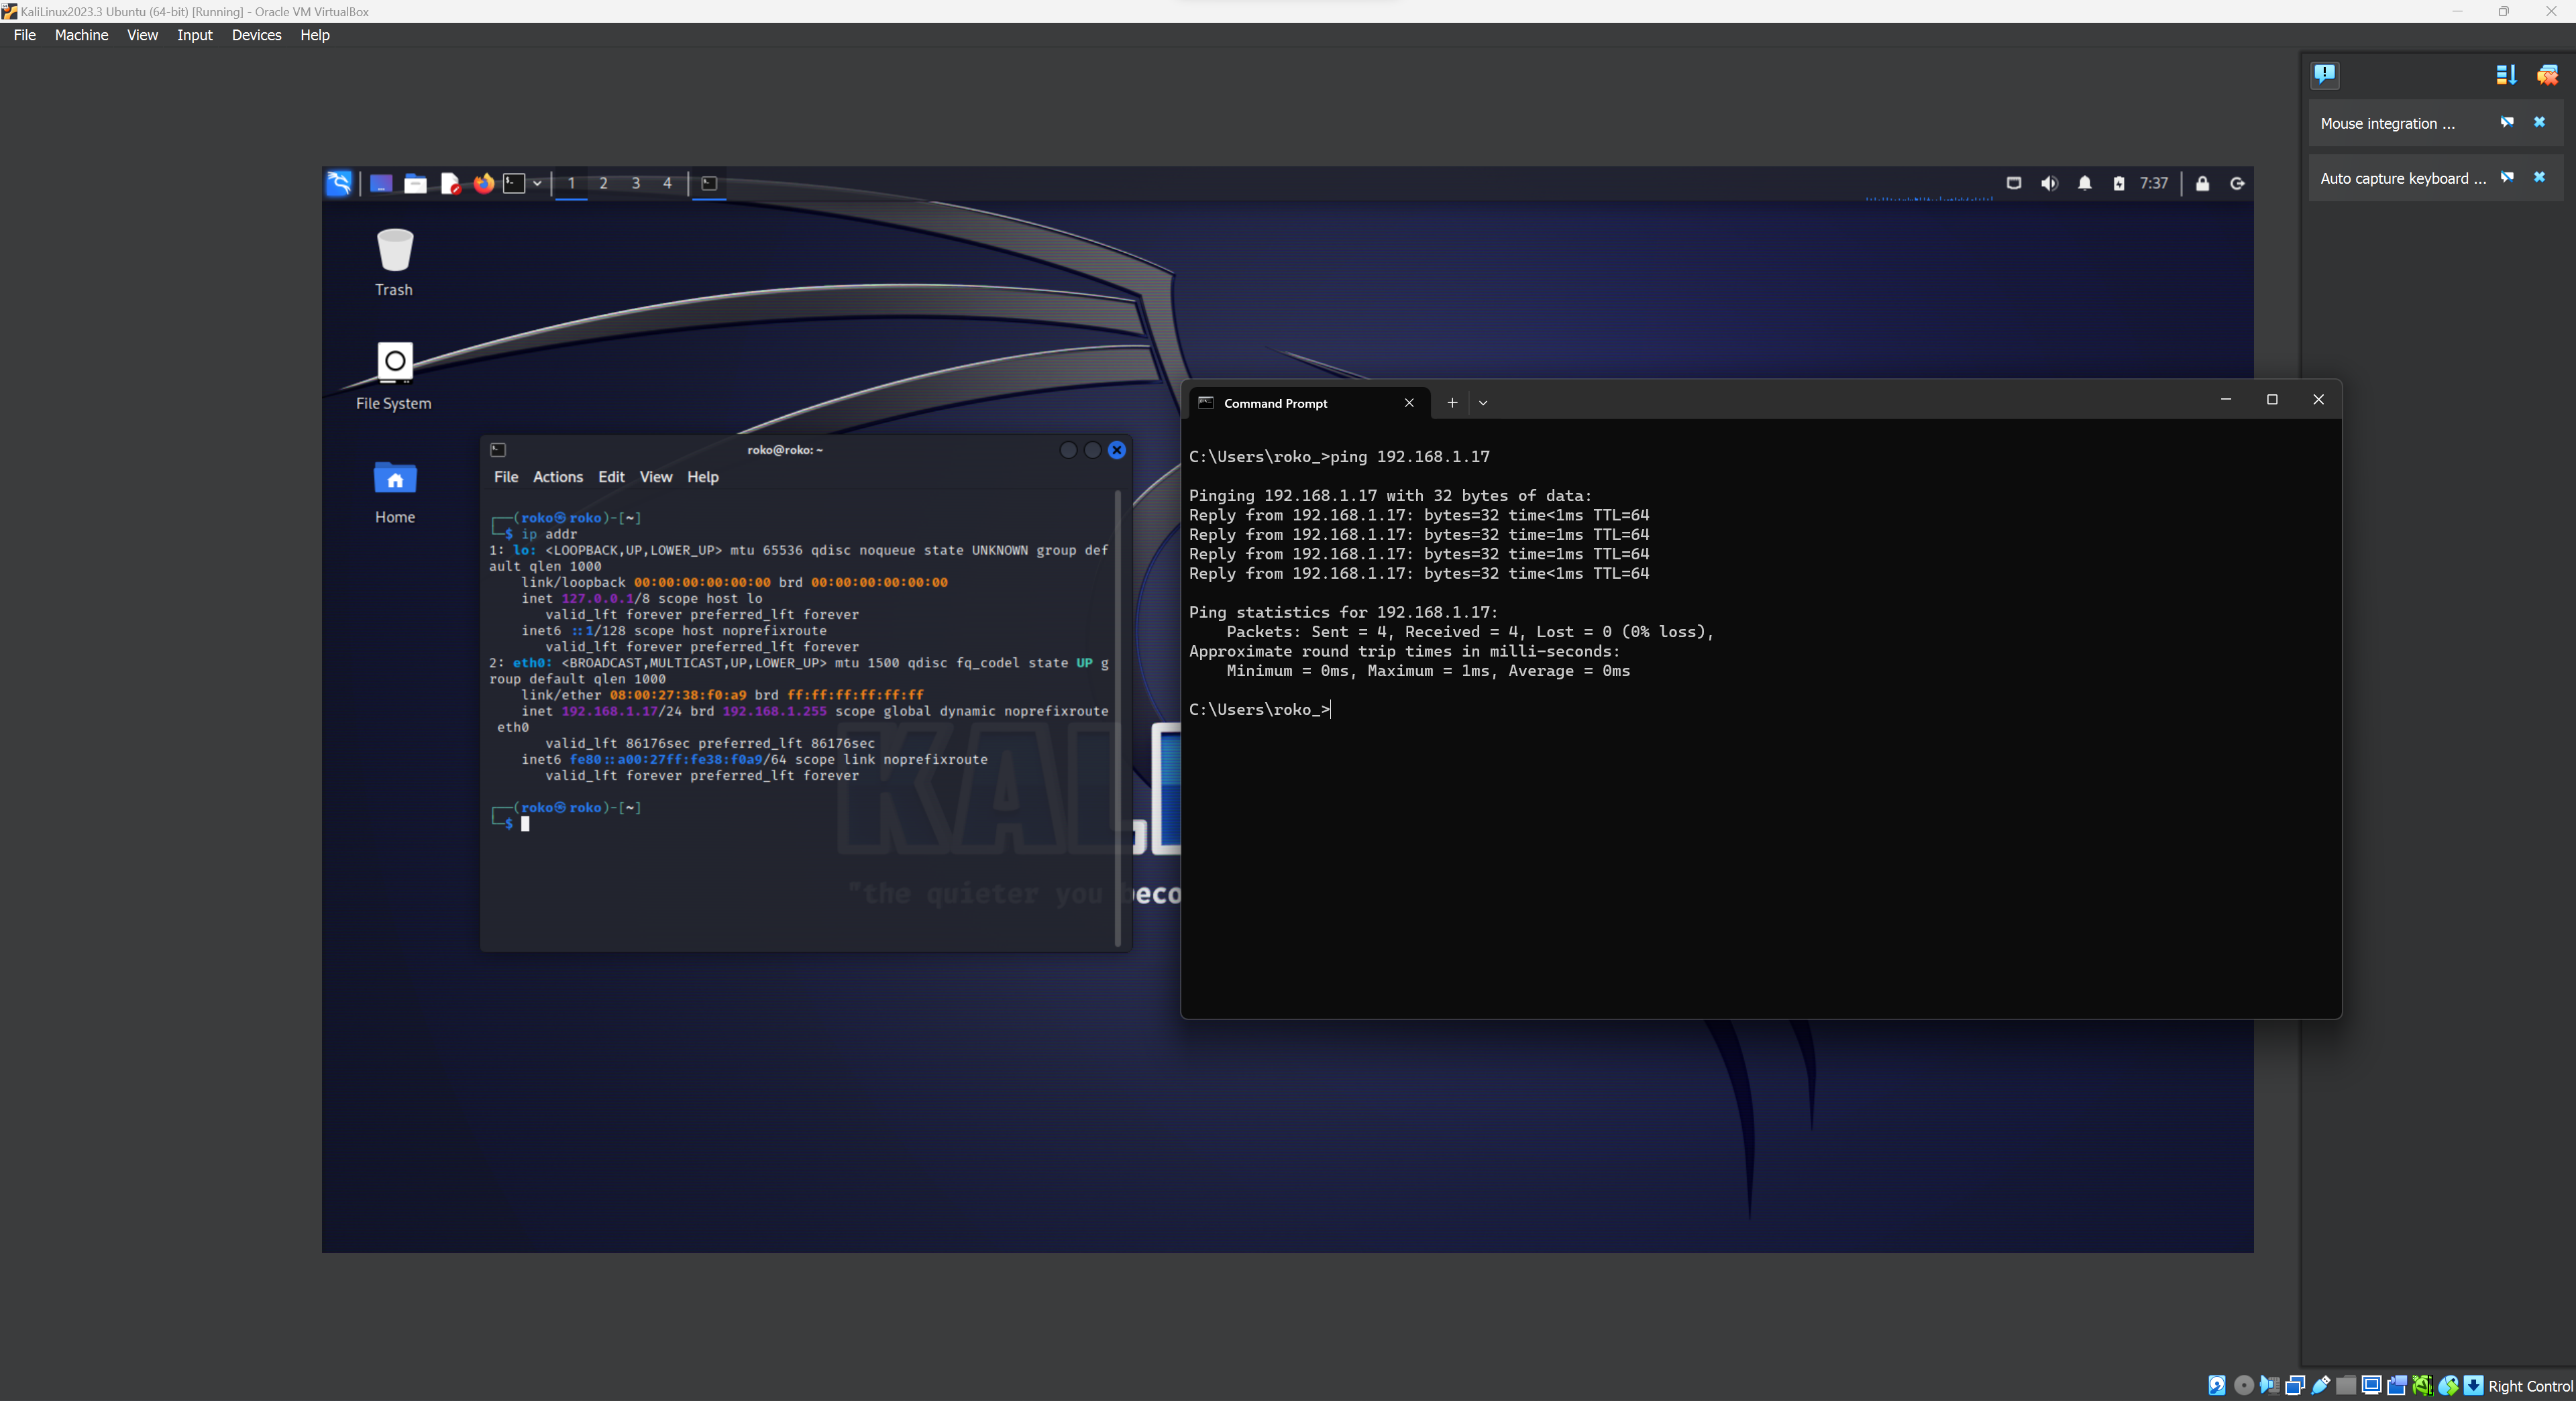 KaliLinux2023.3 Ubuntu (64-bit) [Running] - Oracle VM VirtualBox
File Machine View Input Devices Help
Mouse integration ...
Auto capture keyboard ...
1 2 3 4
7:37
Trash
File System
Home
roko@roko: ~
File Actions Edit View Help
(roko㉿roko)-[~]
$ ip addr
1: lo: <LOOPBACK,UP,LOWER_UP> mtu 65536 qdisc noqueue state UNKNOWN group def
ault qlen 1000
link/loopback 00:00:00:00:00:00 brd 00:00:00:00:00:00
inet 127.0.0.1/8 scope host lo
valid_lft forever preferred_lft forever
inet6 ::1/128 scope host noprefixroute
valid_lft forever preferred_lft forever
2: eth0: <BROADCAST,MULTICAST,UP,LOWER_UP> mtu 1500 qdisc fq_codel state UP g
roup default qlen 1000
link/ether 08:00:27:38:f0:a9 brd ff:ff:ff:ff:ff:ff
inet 192.168.1.17/24 brd 192.168.1.255 scope global dynamic noprefixroute
eth0
valid_lft 86176sec preferred_lft 86176sec
inet6 fe80::a00:27ff:fe38:f0a9/64 scope link noprefixroute
valid_lft forever preferred_lft forever
(roko㉿roko)-[~]
$
KAL
"the quieter you beco
Command Prompt
C:\Users\roko_>ping 192.168.1.17
Pinging 192.168.1.17 with 32 bytes of data:
Reply from 192.168.1.17: bytes=32 time<1ms TTL=64
Reply from 192.168.1.17: bytes=32 time=1ms TTL=64
Reply from 192.168.1.17: bytes=32 time=1ms TTL=64
Reply from 192.168.1.17: bytes=32 time<1ms TTL=64
Ping statistics for 192.168.1.17:
Packets: Sent = 4, Received = 4, Lost = 0 (0% loss),
Approximate round trip times in milli-seconds:
Minimum = 0ms, Maximum = 1ms, Average = 0ms
C:\Users\roko_>
Right Control